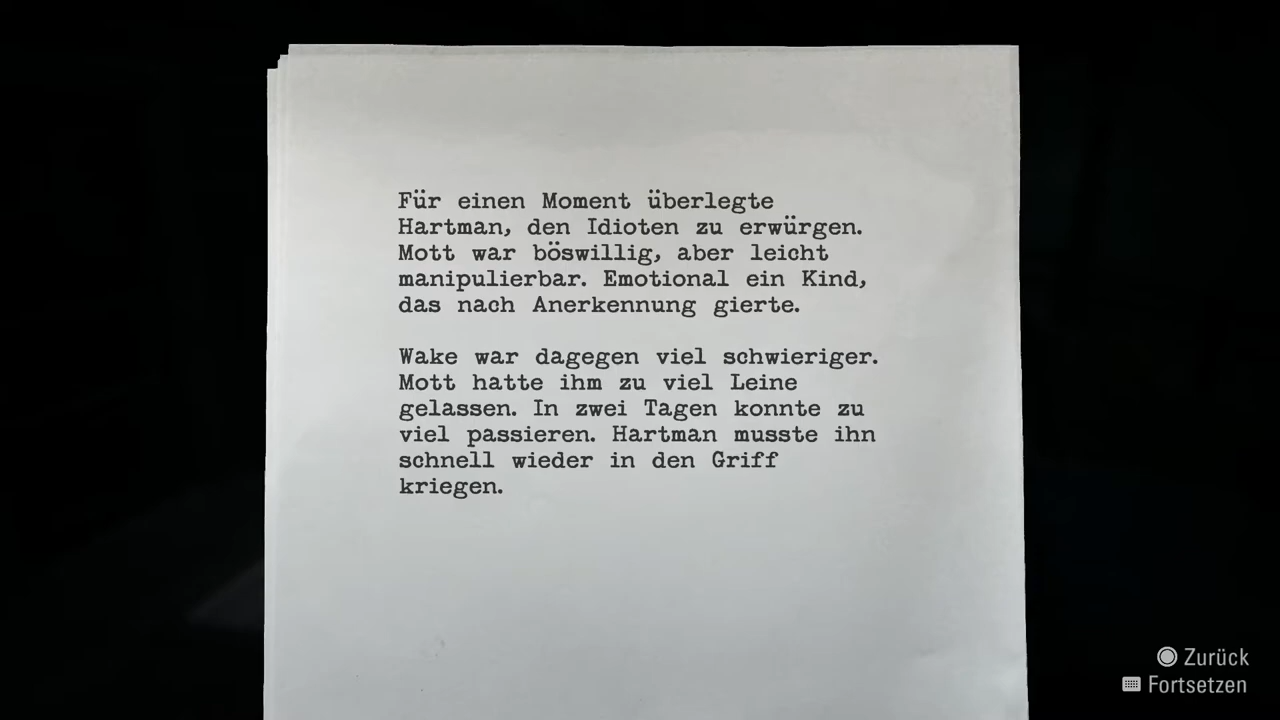 Für einen Moment überlegte
Hartman, den Idioten zu erwürgen.
Mott war böswillig, aber leicht
manipulierbar. Emotional ein Kind,
das nach Anerkennung gierte.
Wake war dagegen viel schwieriger.
Mott hatte ihm zu viel Leine
gelassen. In zwei Tagen konnte zu
viel passieren. Hartman musste ihn
schnell wieder in den Griff
kriegen.
Zurück
Fortsetzen